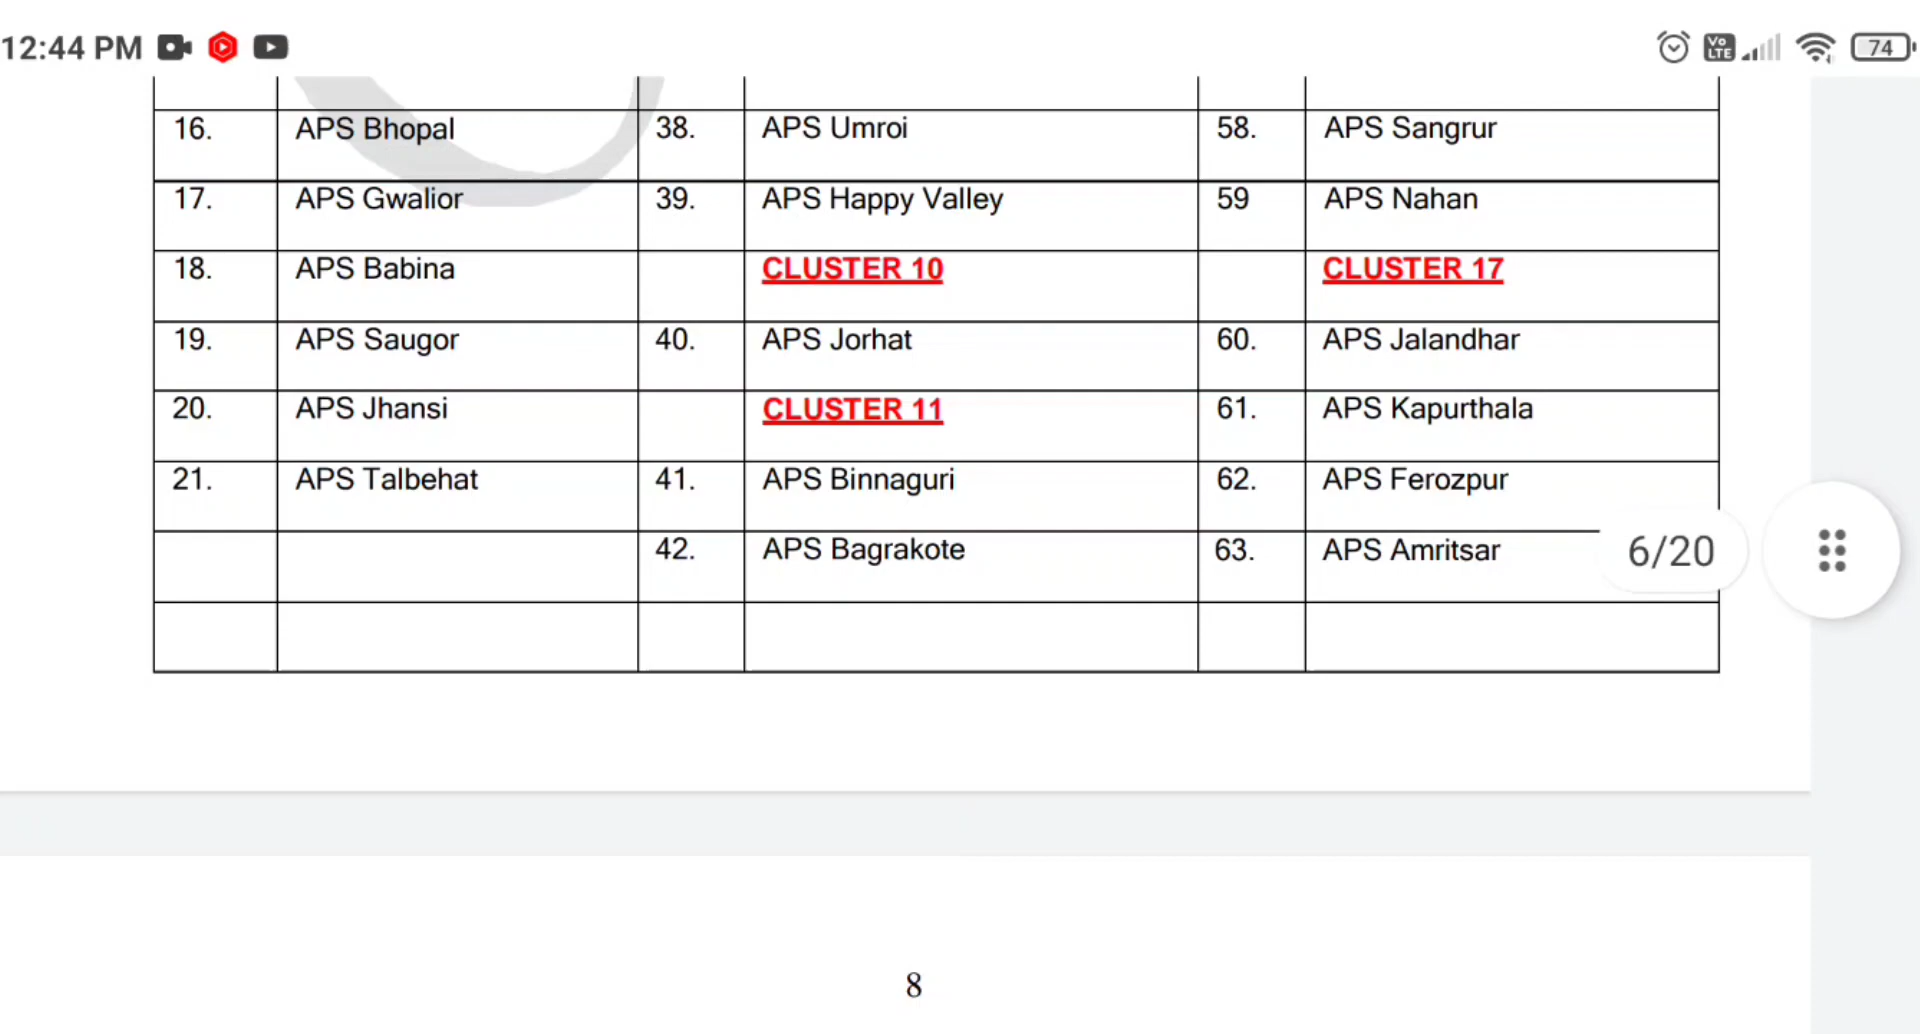 12:44 PM Vo LTE 74
16. APS Bhopal 38. APS Umroi 58. APS Sangrur
17. APS Gwalior 39. APS Happy Valley 59 APS Nahan
18. APS Babina CLUSTER 10 CLUSTER 17
19. APS Saugor 40. APS Jorhat 60. APS Jalandhar
20. APS Jhansi CLUSTER 11 61. APS Kapurthala
21. APS Talbehat 41. APS Binnaguri 62. APS Ferozpur
42. APS Bagrakote 63. APS Amritsar 6/20
8